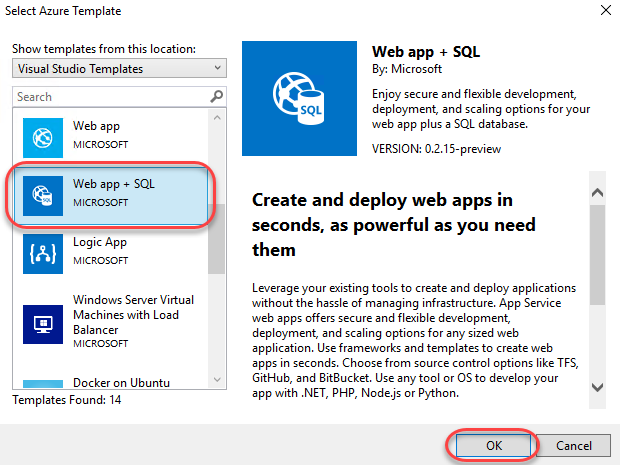 Select Azure Template
Show templates from this location:
Visual Studio Templates
Search
Web app
MICROSOFT
Web app + SQL
MICROSOFT
Logic App
MICROSOFT
Windows Server Virtual
Machines with Load
Balancer
MICROSOFT
Docker on Ubuntu
Templates Found: 14
SQL
Web app + SQL
By: Microsoft
Enjoy secure and flexible development,
deployment, and scaling options for your
web app plus a SQL database.
VERSION: 0.2.15-preview
Create and deploy web apps in
seconds, as powerful as you need
them
Leverage your existing tools to create and deploy applications
without the hassle of managing infrastructure. App Service
web apps offers secure and flexible development,
deployment, and scaling options for any sized web
application. Use frameworks and templates to create web
apps in seconds. Choose from source control options like TFS,
GitHub, and BitBucket. Use any tool or OS to develop your
app with .NET, PHP, Node.js or Python.
OK
Cancel